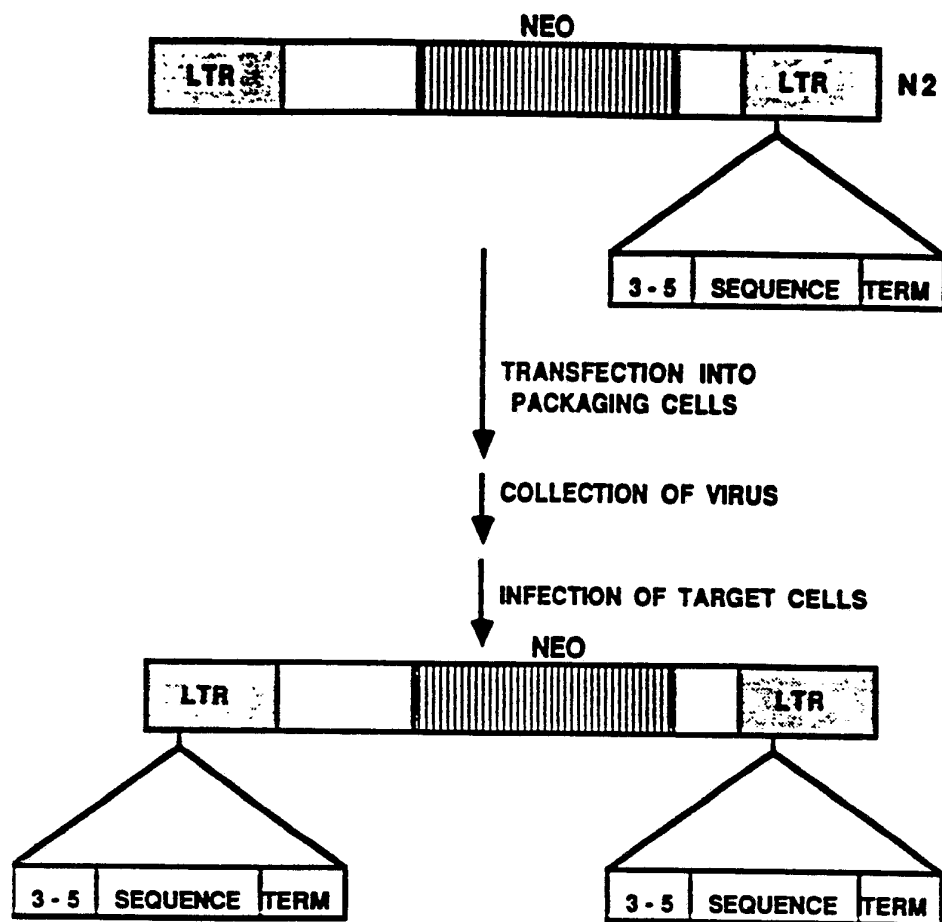 NEO
LTR LTR N2
3 - 5 SEQUENCE TERM
TRANSFECTION INTO
PACKAGING CELLS
COLLECTION OF VIRUS
INFECTION OF TARGET CELLS
NEO
LTR LTR
3 - 5 SEQUENCE TERM 3 - 5 SEQUENCE TERM